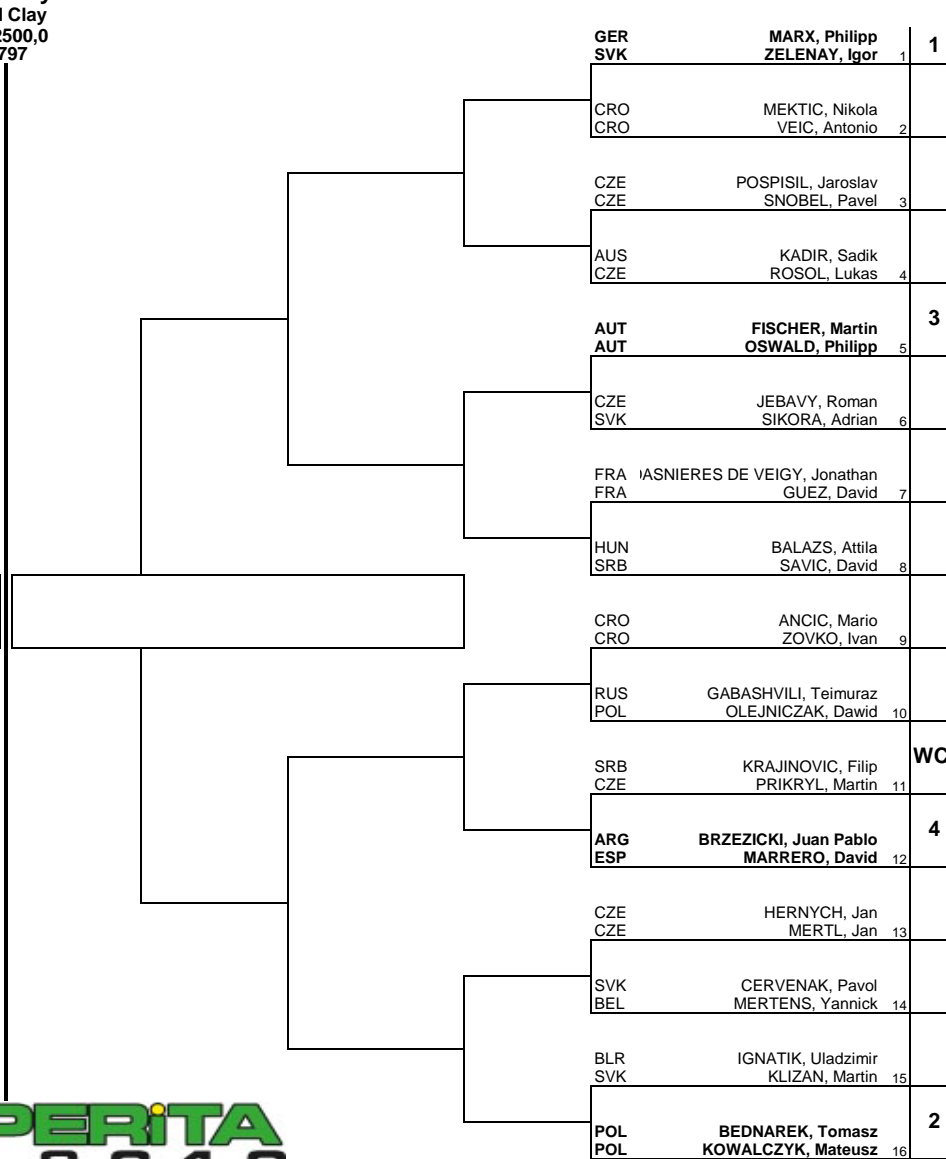 l Clay
2500,0
797
GER MARX, Philipp 1
SVK ZELENAY, Igor 1
CRO MEKTIC, Nikola
CRO VEIC, Antonio 2
CZE POSPISIL, Jaroslav
CZE SNOBEL, Pavel 3
AUS KADIR, Sadik
CZE ROSOL, Lukas 4
3
AUT FISCHER, Martin
AUT OSWALD, Philipp 5
CZE JEBAVY, Roman
SVK SIKORA, Adrian 6
FRA DASNIERES DE VEIGY, Jonathan
FRA GUEZ, David 7
HUN BALAZS, Attila
SRB SAVIC, David 8
CRO ANCIC, Mario
CRO ZOVKO, Ivan 9
RUS GABASHVILI, Teimuraz
POL OLEJNICZAK, Dawid 10
WC
SRB KRAJINOVIC, Filip
CZE PRIKRYL, Martin 11
4
ARG BRZEZICKI, Juan Pablo
ESP MARRERO, David 12
CZE HERNYCH, Jan
CZE MERTL, Jan 13
SVK CERVENAK, Pavol
BEL MERTENS, Yannick 14
BLR IGNATIK, Uladzimir
SVK KLIZAN, Martin 15
2
POL BEDNAREK, Tomasz
POL KOWALCZYK, Mateusz 16
PERiTA